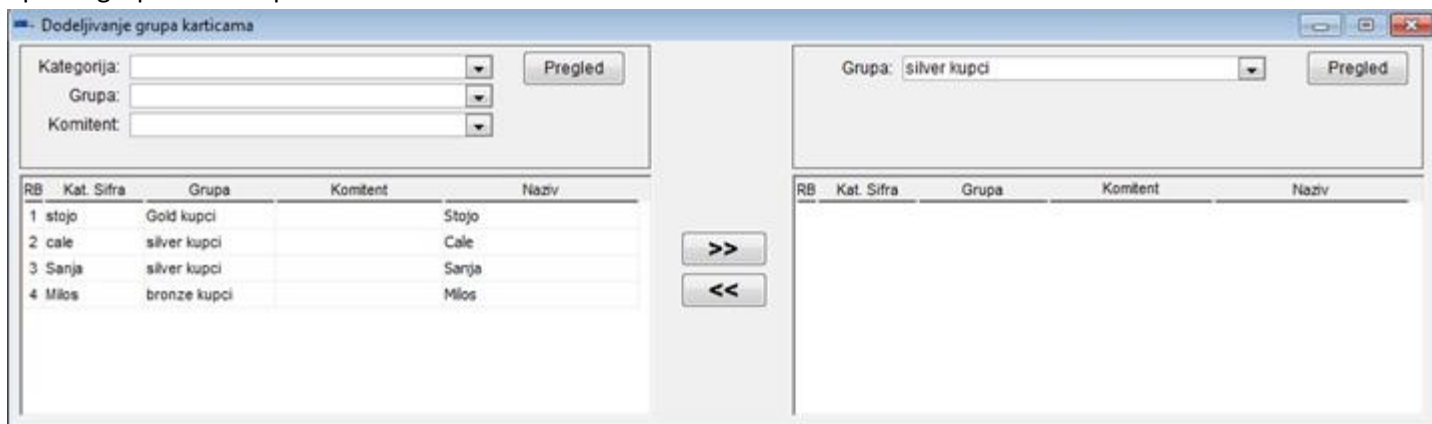 Dodeljivanje grupa karticama
Kategorija: Pregled
Grupa:
Komitent:
Grupa: silver kupci Pregled
RB Kat. Sifra Grupa Komitent Naziv
1 stojo Gold kupci Stojo
2 cale silver kupci Cale
3 Sanja silver kupci Sanja
4 Milos bronze kupci Milos
>>
<<
RB Kat. Sifra Grupa Komitent Naziv